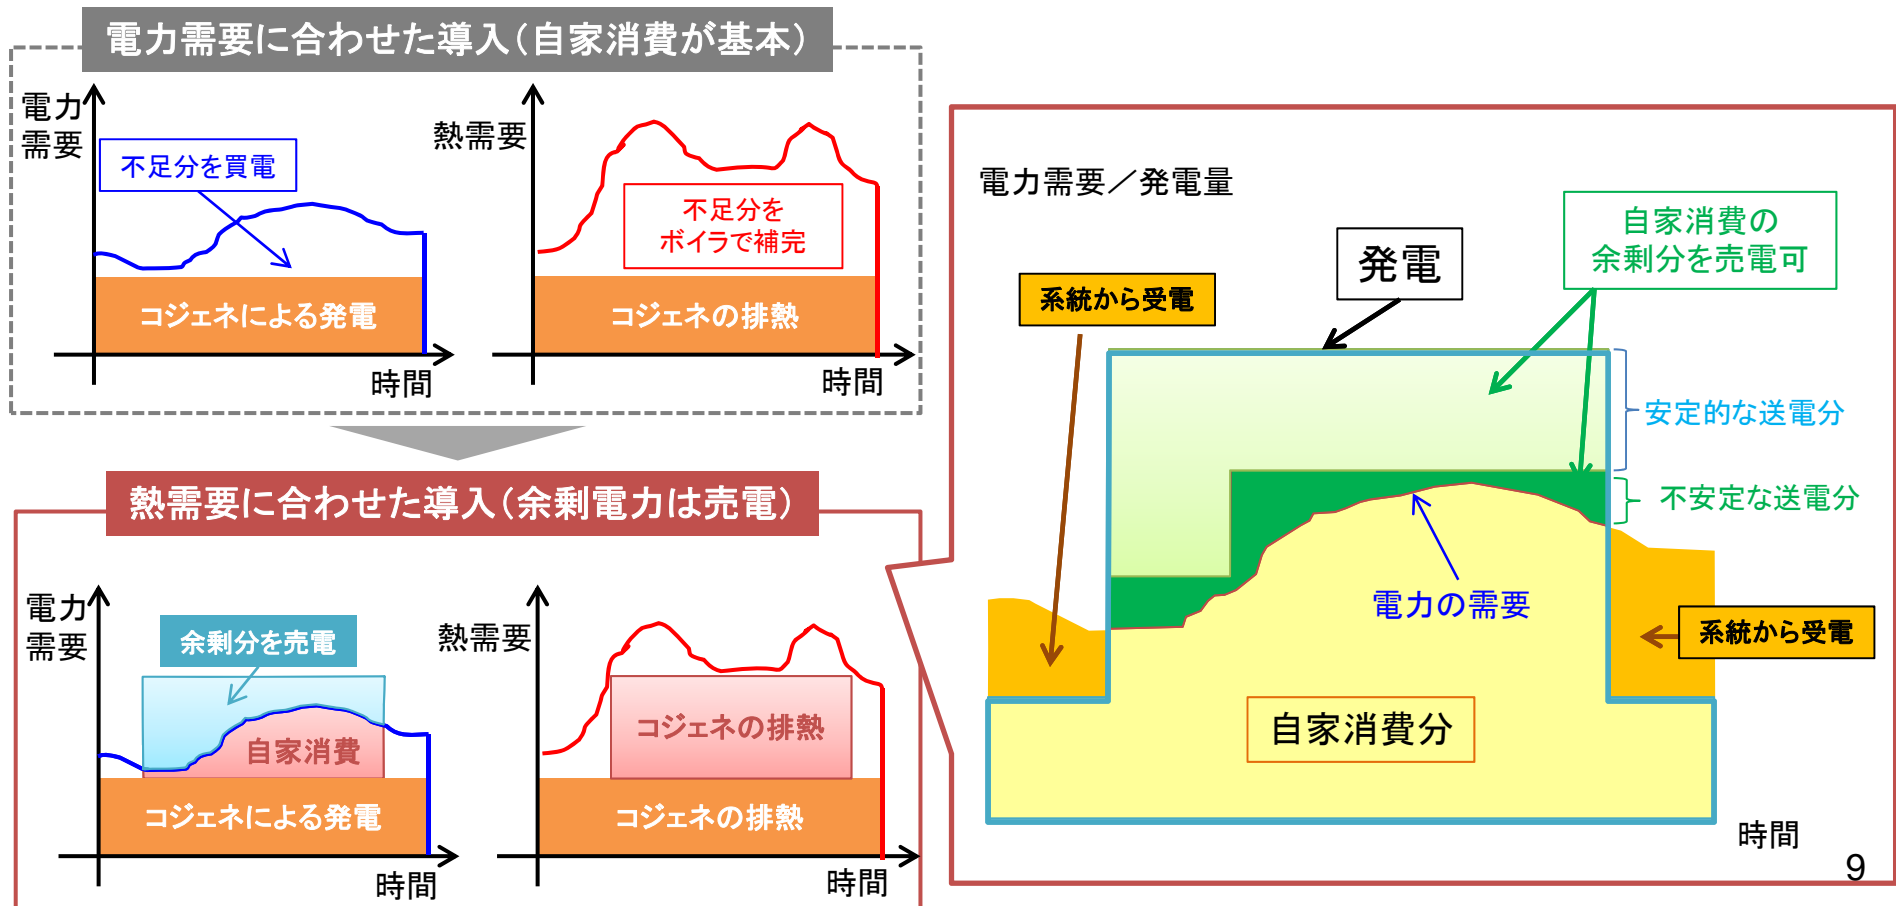 電力需要に合わせた導入（自家消費が基本）
電力
需要
不足分を買電
コジェネによる発電
時間
熱需要
不足分を
ボイラで補完
コジェネの排熱
時間
熱需要に合わせた導入（余剰電力は売電）
電力
需要
余剰分を売電
自家消費
コジェネによる発電
時間
熱需要
コジェネの排熱
コジェネの排熱
時間
電力需要／発電量
系統から受電
発電
自家消費の
余剰分を売電可
安定的な送電分
不安定な送電分
電力の需要
系統から受電
自家消費分
時間
9